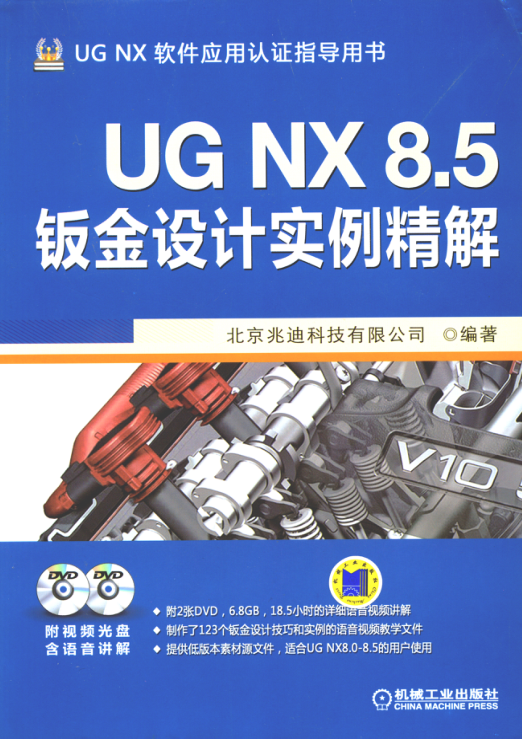 UG NX 软件应用认证指导用书
UG NX 8.5
钣金设计实例精解
北京兆迪科技有限公司 ◎编著
V10
DVD DVD
附视频光盘
含语音讲解
◆ 附2张DVD，6.8GB，18.5小时的详细语音视频讲解
◆ 制作了123个钣金设计技巧和实例的语音视频教学文件
◆ 提供低版本素材源文件，适合UG NX8.0-8.5的用户使用
机械工业出版社
CHINA MACHINE PRESS